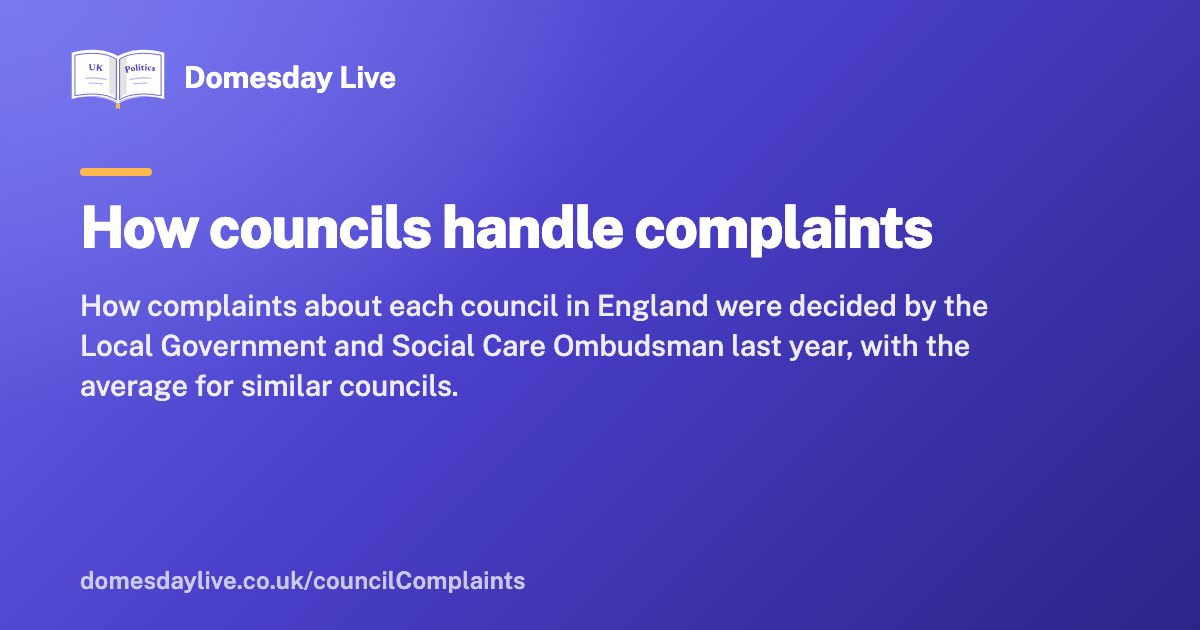 UK
Politics
Domesday Live
How councils handle complaints
How complaints about each council in England were decided by the
Local Government and Social Care Ombudsman last year, with the
average for similar councils.
domesdaylive.co.uk/councilComplaints